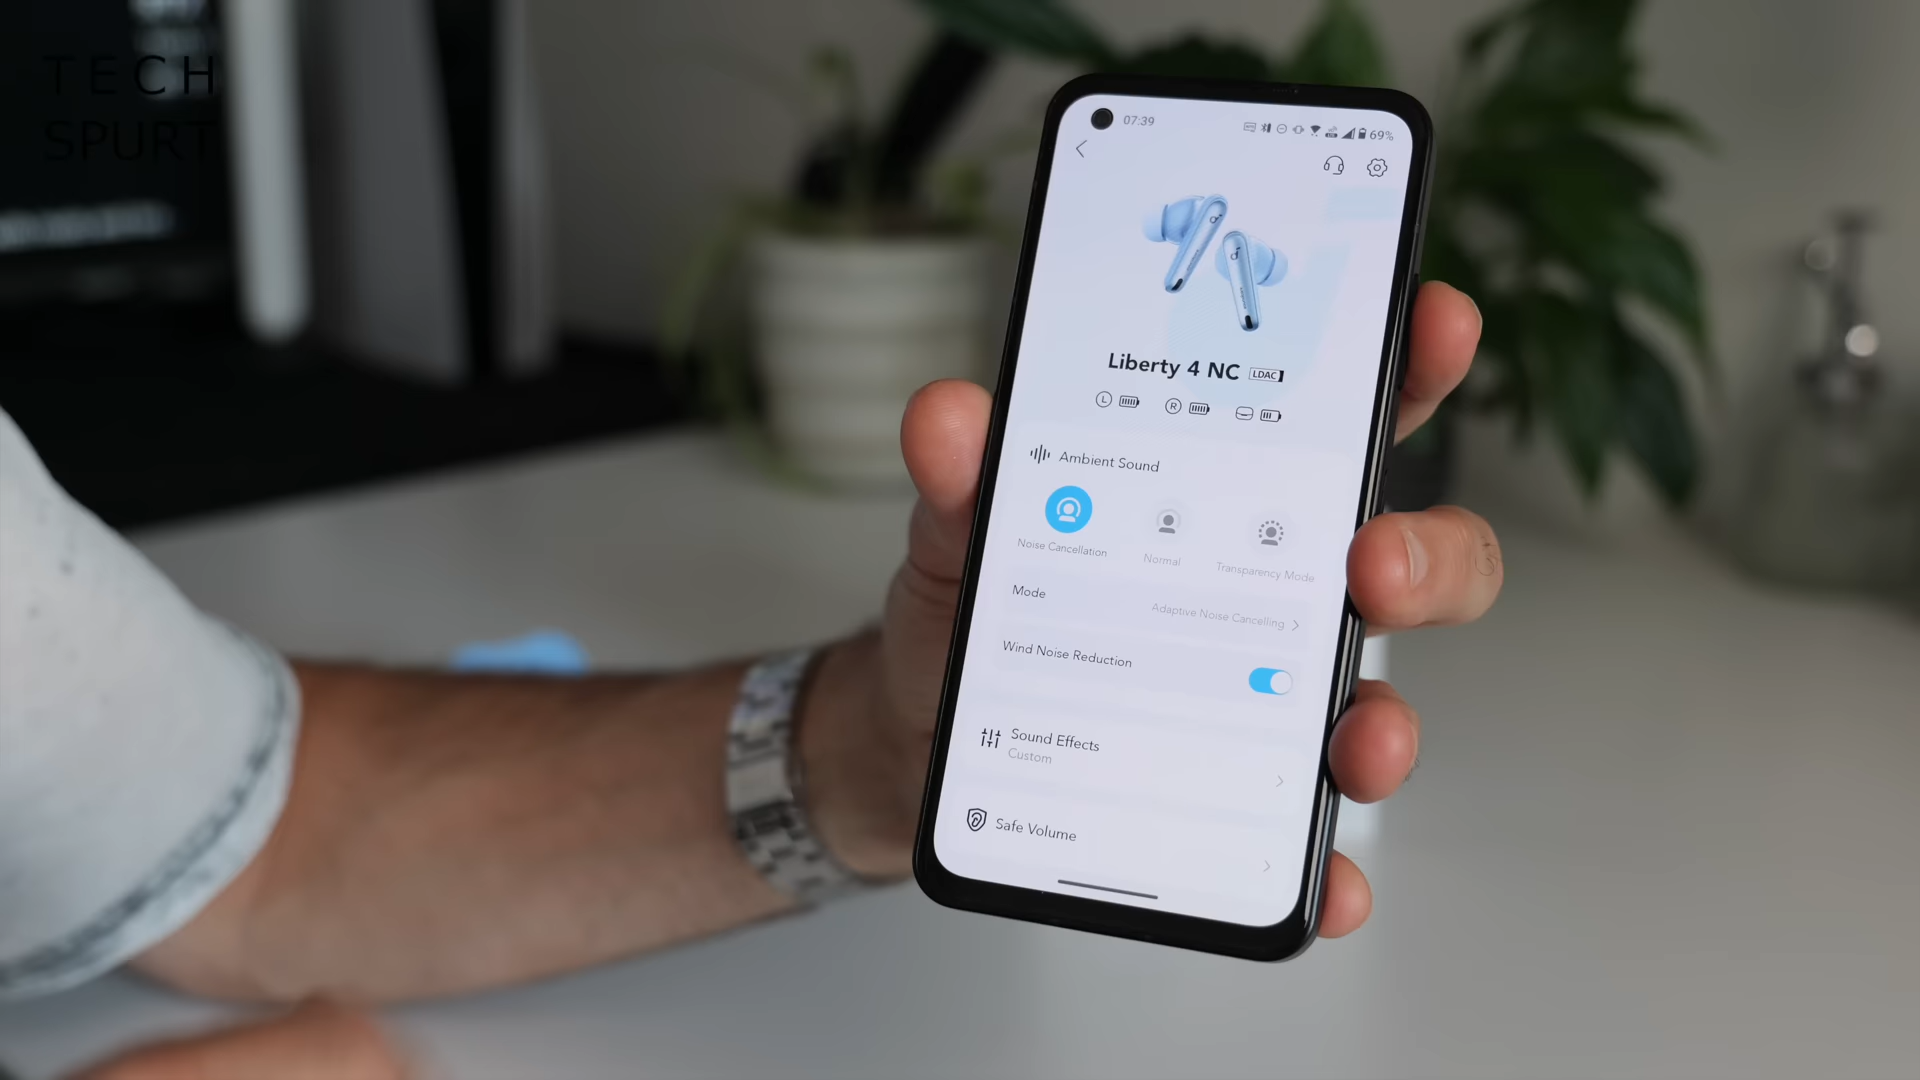 TECH
SPURT
07:39
69%
Liberty 4 NC LDAC
L
R
Ambient Sound
Noise Cancellation
Normal
Transparency Mode
Mode
Adaptive Noise Cancelling
Wind Noise Reduction
Sound Effects
Custom
Safe Volume